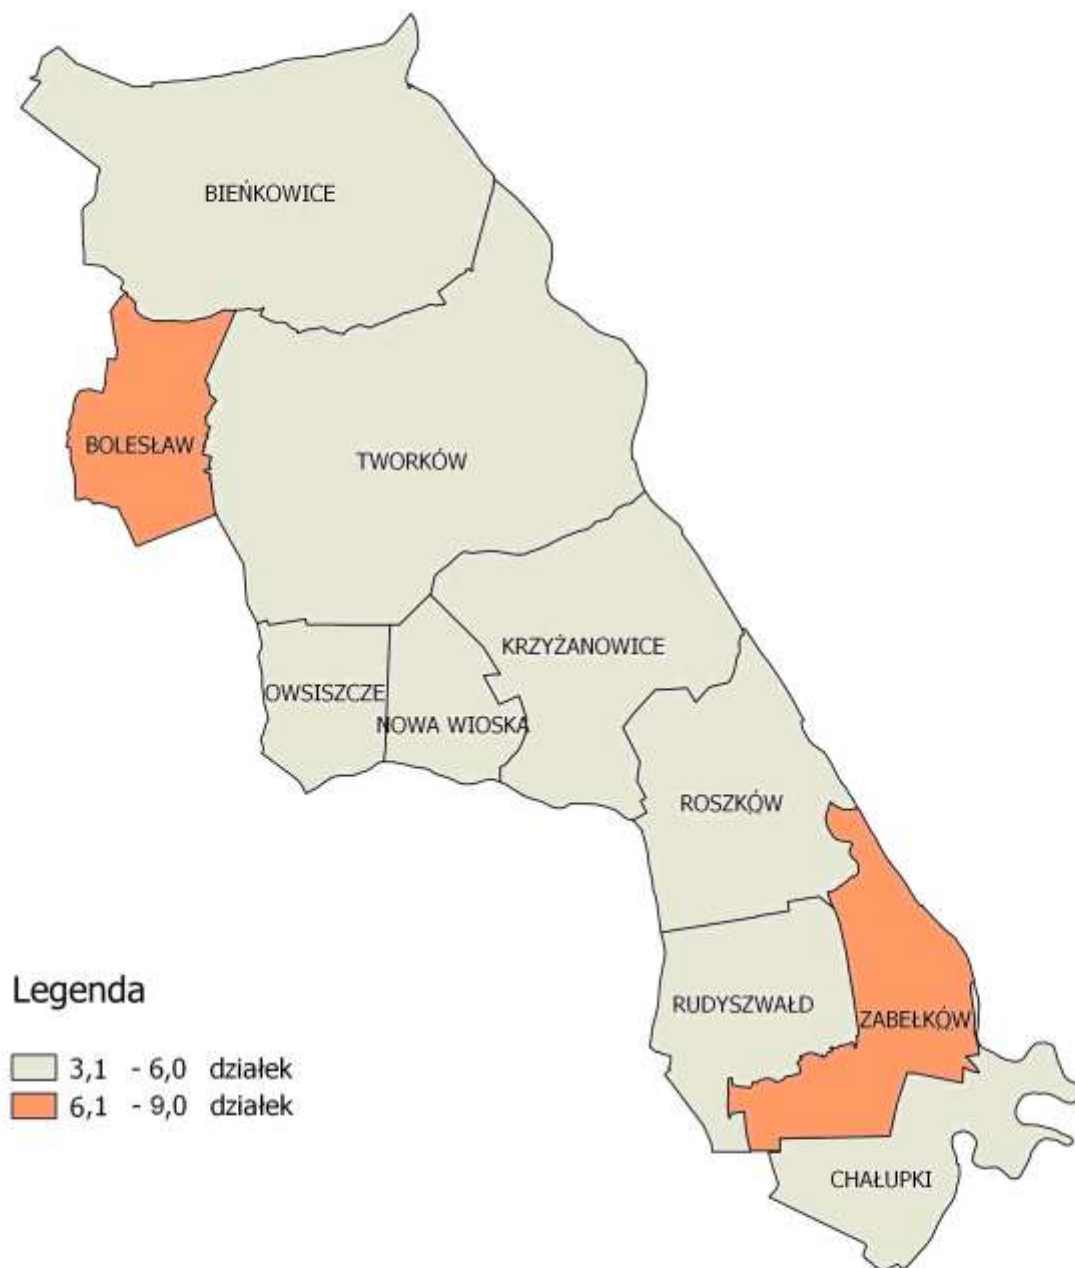 BIEŃKOWICE
BOLESŁAW
TWORKÓW
KRZYŻANOWICE
OWSISZCZE
NOWA WIOSKA
ROSZKÓW
RUDYSZWAŁD
ZABEŁKÓW
CHAŁUPKI
Legenda
3,1 - 6,0 działek
6,1 - 9,0 działek